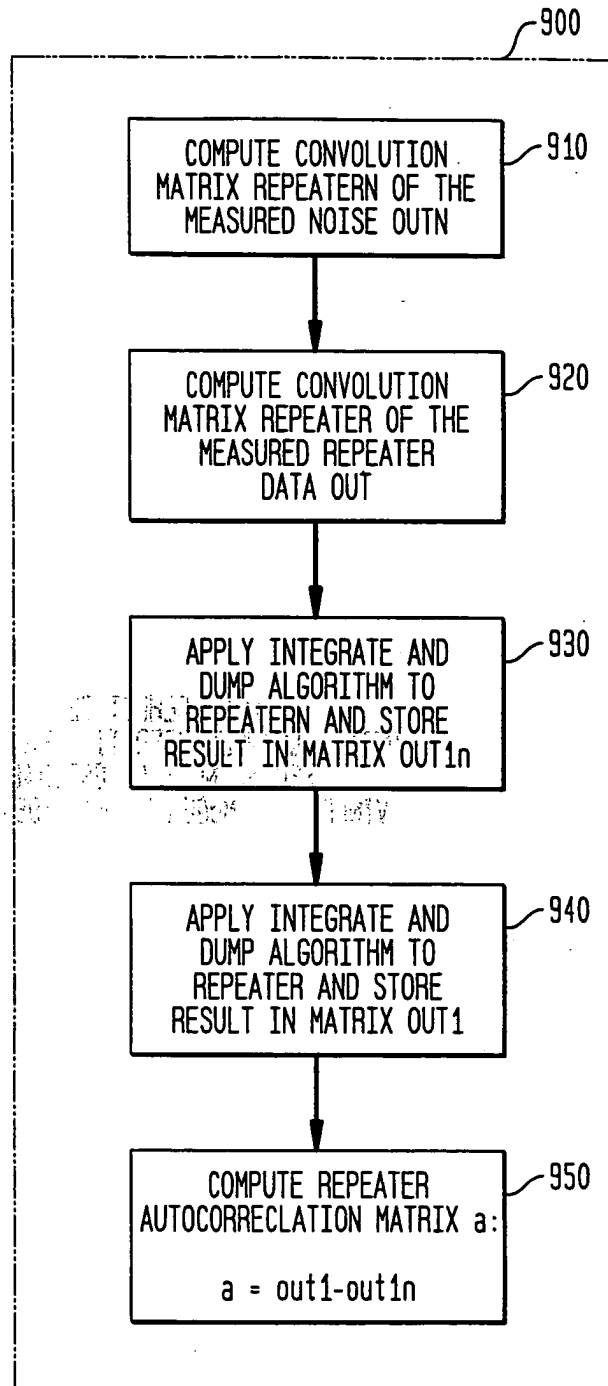 900
COMPUTE CONVOLUTION
MATRIX REPEATERN OF THE
MEASURED NOISE OUTN
910
COMPUTE CONVOLUTION
MATRIX REPEATER OF THE
MEASURED REPEATER
DATA OUT
920
APPLY INTEGRATE AND
DUMP ALGORITHM TO
REPEATERN AND STORE
RESULT IN MATRIX OUT1n
930
APPLY INTEGRATE AND
DUMP ALGORITHM TO
REPEATER AND STORE
RESULT IN MATRIX OUT1
940
COMPUTE REPEATER
AUTOCORRECLATION MATRIX a:
a = out1-out1n
950